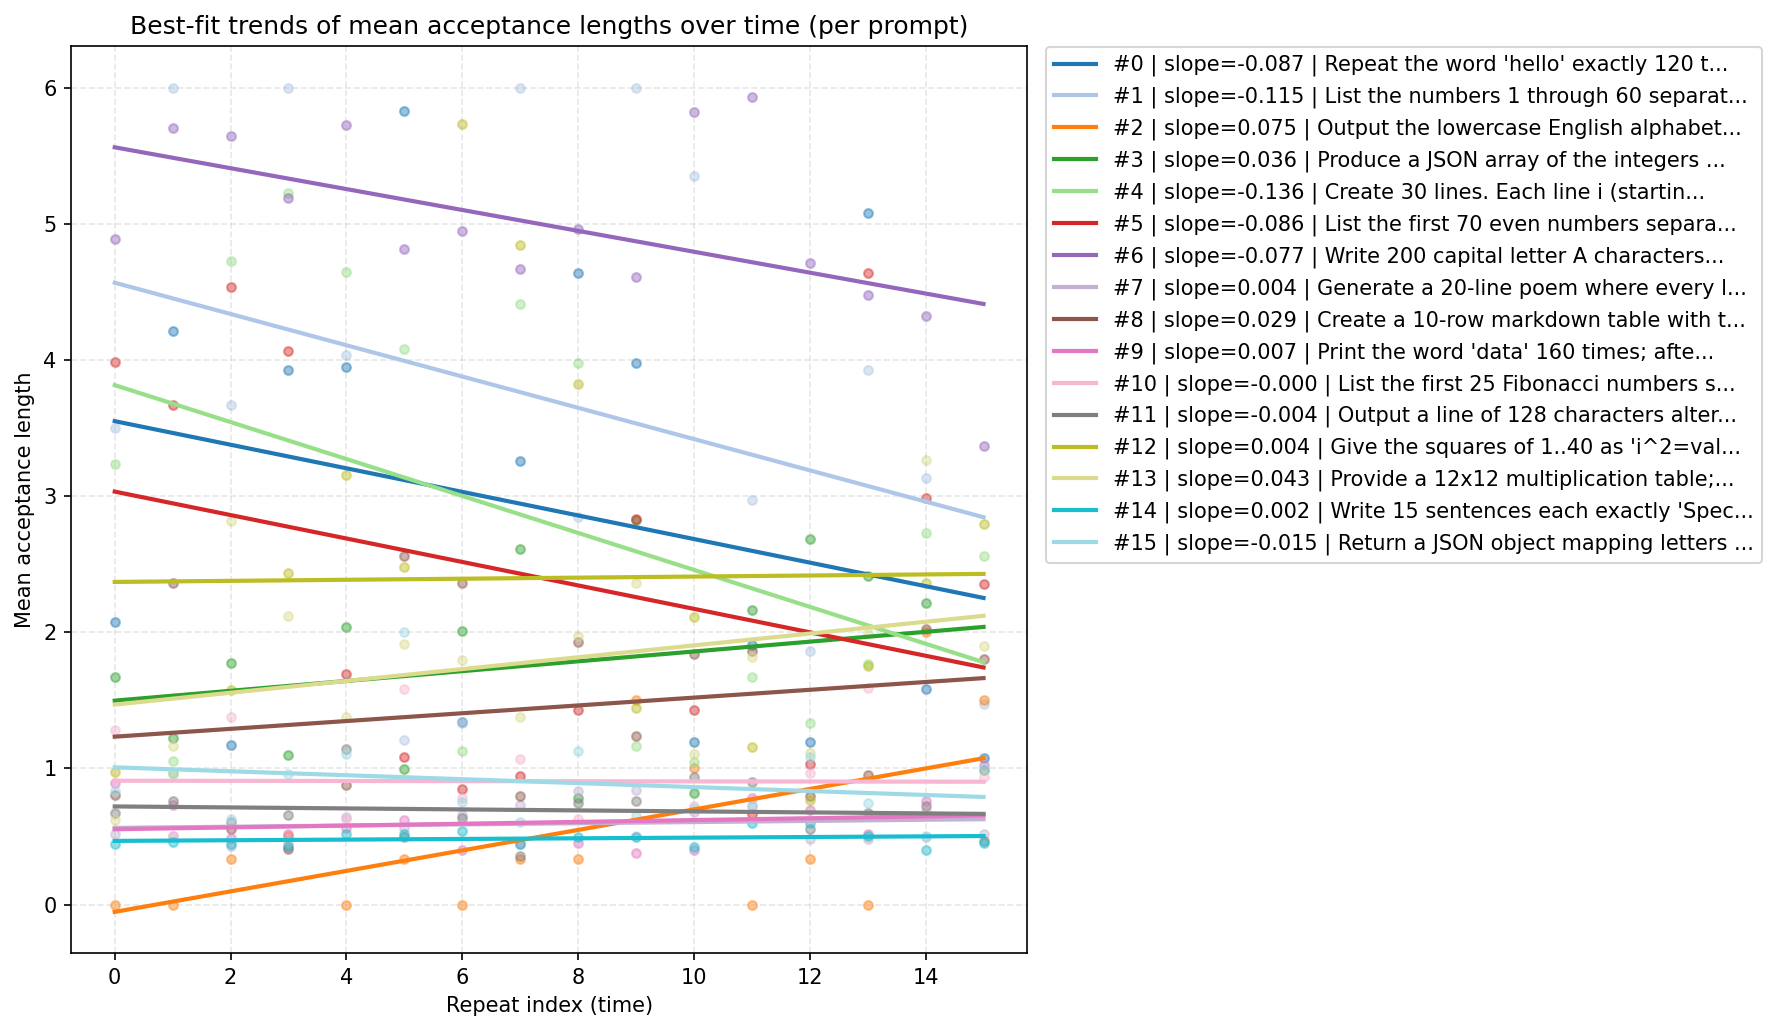 Best-fit trends of mean acceptance lengths over time (per prompt)
Mean acceptance length
6
5
4
3
2
1
0
0 2 4 6 8 10 12 14
Repeat index (time)
#0 | slope=-0.087 | Repeat the word 'hello' exactly 120 t...
#1 | slope=-0.115 | List the numbers 1 through 60 separat...
#2 | slope=0.075 | Output the lowercase English alphabet...
#3 | slope=0.036 | Produce a JSON array of the integers ...
#4 | slope=-0.136 | Create 30 lines. Each line i (startin...
#5 | slope=-0.086 | List the first 70 even numbers separa...
#6 | slope=-0.077 | Write 200 capital letter A characters...
#7 | slope=0.004 | Generate a 20-line poem where every l...
#8 | slope=0.029 | Create a 10-row markdown table with t...
#9 | slope=0.007 | Print the word 'data' 160 times; afte...
#10 | slope=-0.000 | List the first 25 Fibonacci numbers s...
#11 | slope=-0.004 | Output a line of 128 characters alter...
#12 | slope=0.004 | Give the squares of 1..40 as 'i^2=val...
#13 | slope=0.043 | Provide a 12x12 multiplication table;...
#14 | slope=0.002 | Write 15 sentences each exactly 'Spec...
#15 | slope=-0.015 | Return a JSON object mapping letters ...